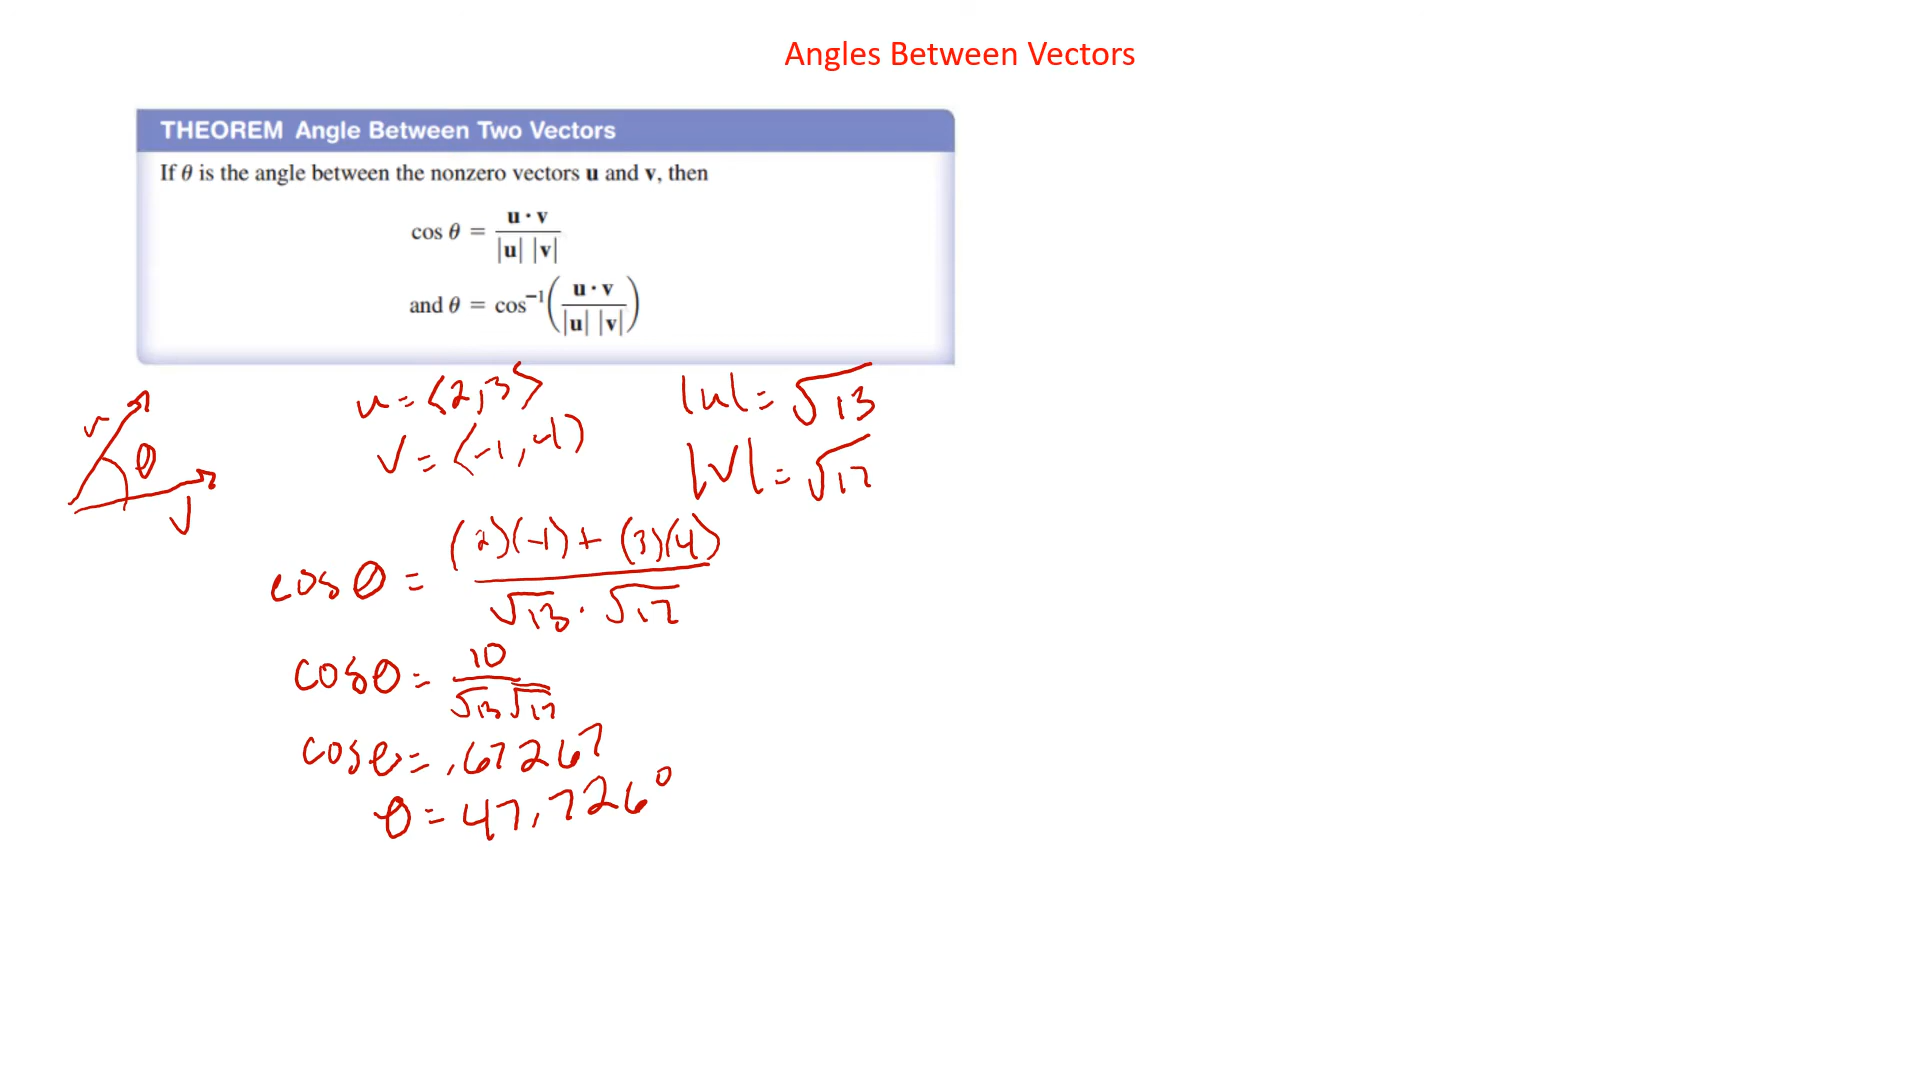 Angles Between Vectors
THEOREM Angle Between Two Vectors
If θ is the angle between the nonzero vectors u and v, then
cos θ = u · v / |u| |v|
and θ = cos⁻¹(u · v / |u| |v|)
u = ⟨2,3⟩
|u| = √13
v = ⟨-1,4⟩
|v| = √17
θ
v
cos θ = (2)(-1) + (3)(4) / √13 · √17
cos θ = 10 / √13 √17
cos θ = .67267
θ = 47.726°